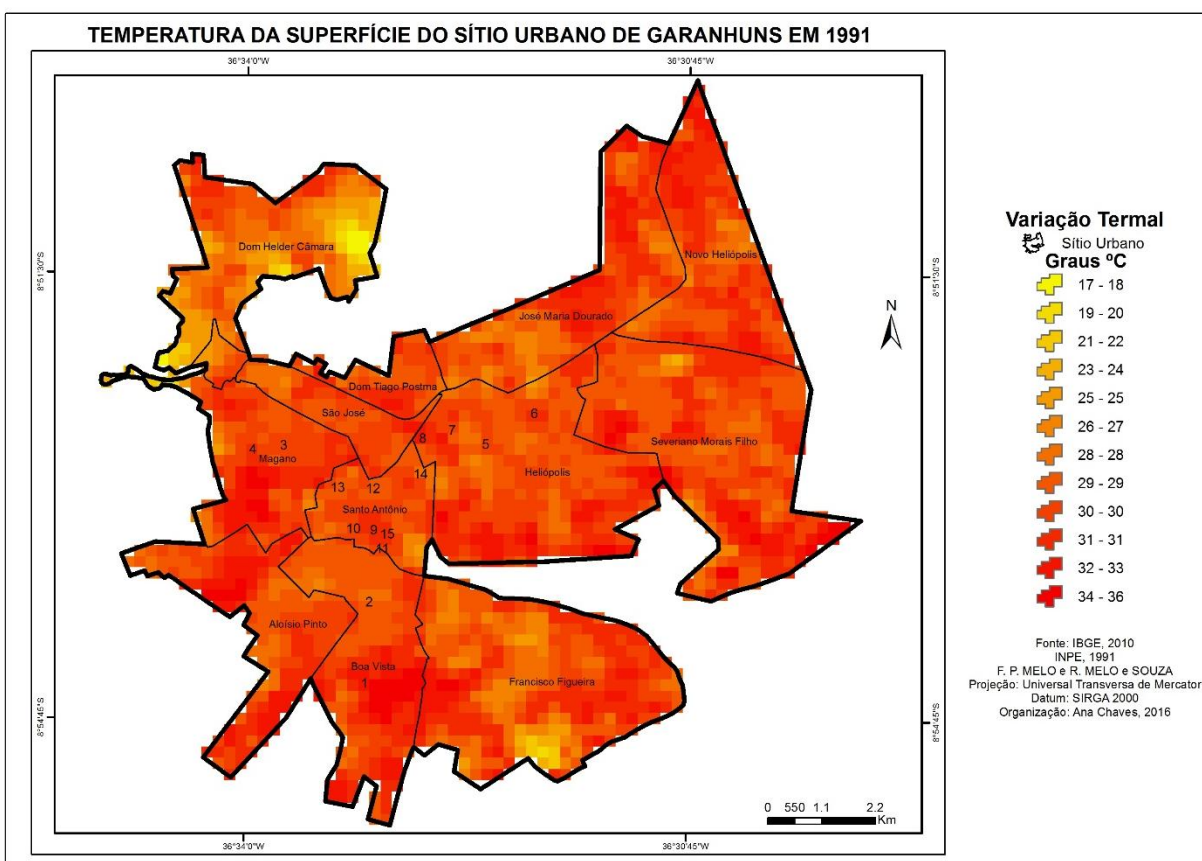 TEMPERATURA DA SUPERFÍCIE DO SÍTIO URBANO DE GARANHUNS EM 1991
36°34'0"W
36°30'45"W
8°51'30"S
8°51'30"S
Dom Helder Câmara
Novo Heliópolis
José Maria Dourado
N
Dom Tiago Postma
São José
6
7
8
5
4
3
Magano
Severiano Morais Filho
Heliópolis
14
13
12
Santo Antônio
10
9
15
11
2
Aloísio Pinto
Boa Vista
1
Francisco Figueira
8°54'45"S
8°54'45"S
0 550 1.1 2.2
Km
36°34'0"W
36°30'45"W
Variação Termal
Sítio Urbano
Graus ºC
17 - 18
19 - 20
21 - 22
23 - 24
25 - 25
26 - 27
28 - 28
29 - 29
30 - 30
31 - 31
32 - 33
34 - 36
Fonte: IBGE, 2010
INPE, 1991
F. P. MELO e R. MELO e SOUZA
Projeção: Universal Transversa de Mercator
Datum: SIRGA 2000
Organização: Ana Chaves, 2016